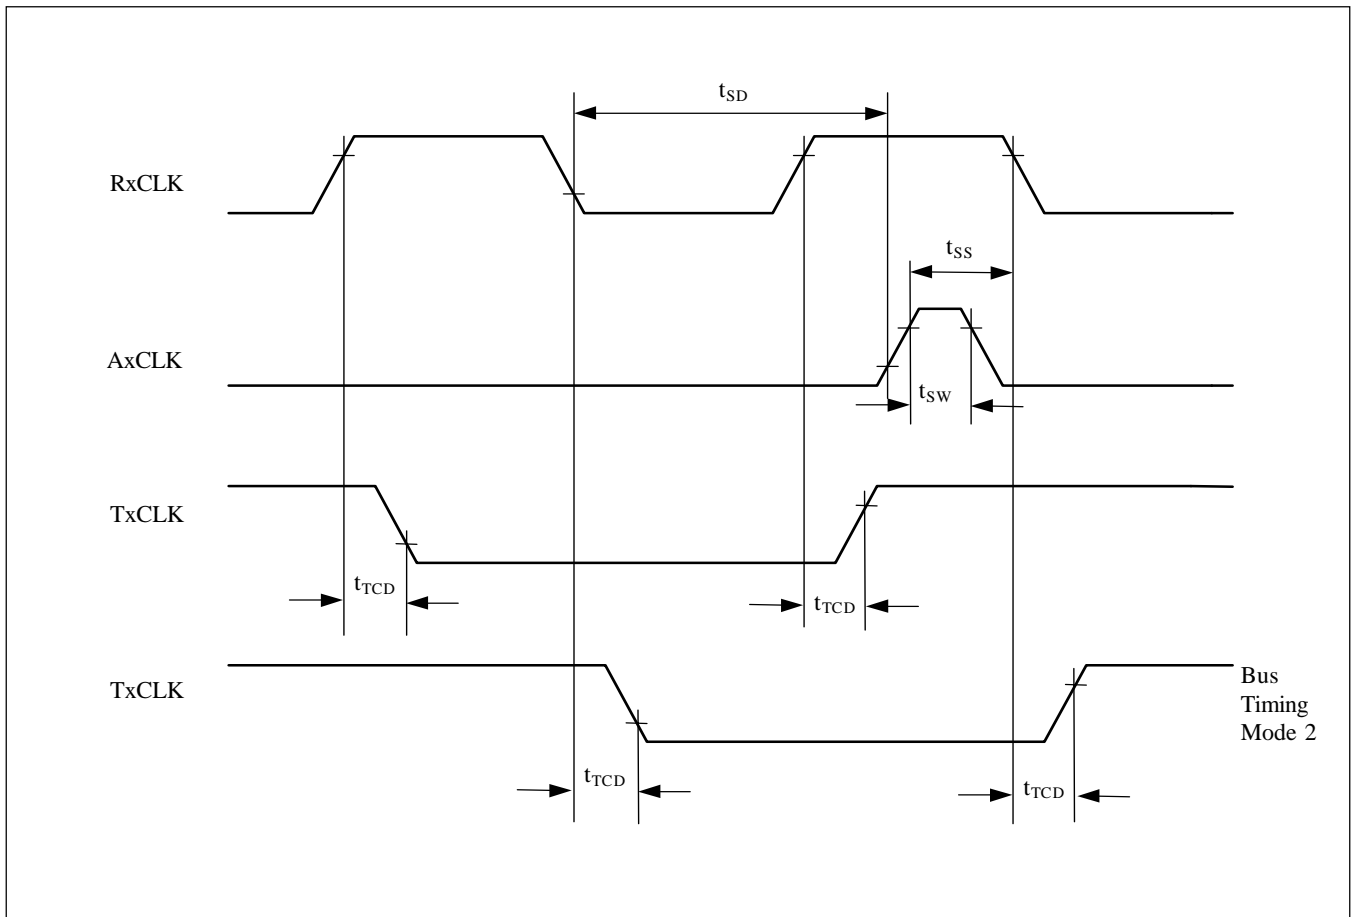 tSD
RxCLK
tSS
AxCLK
tSW
TxCLK
tTCD
tTCD
TxCLK
Bus
Timing
Mode 2
tTCD
tTCD